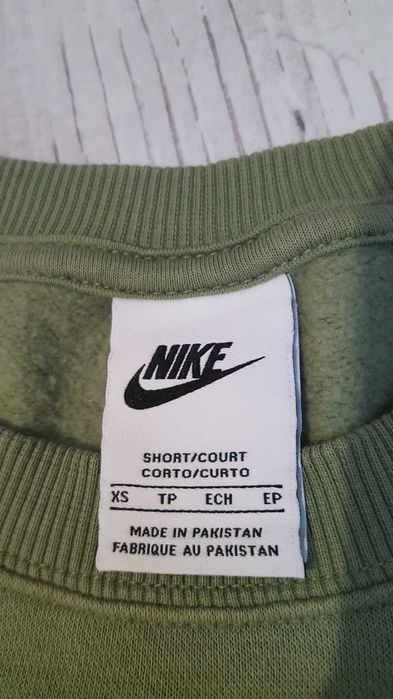 NIKE
SHORT/COURT
CORTO/CURTO
XS TP ECH EP
MADE IN PAKISTAN
FABRIQUE AU PAKISTAN